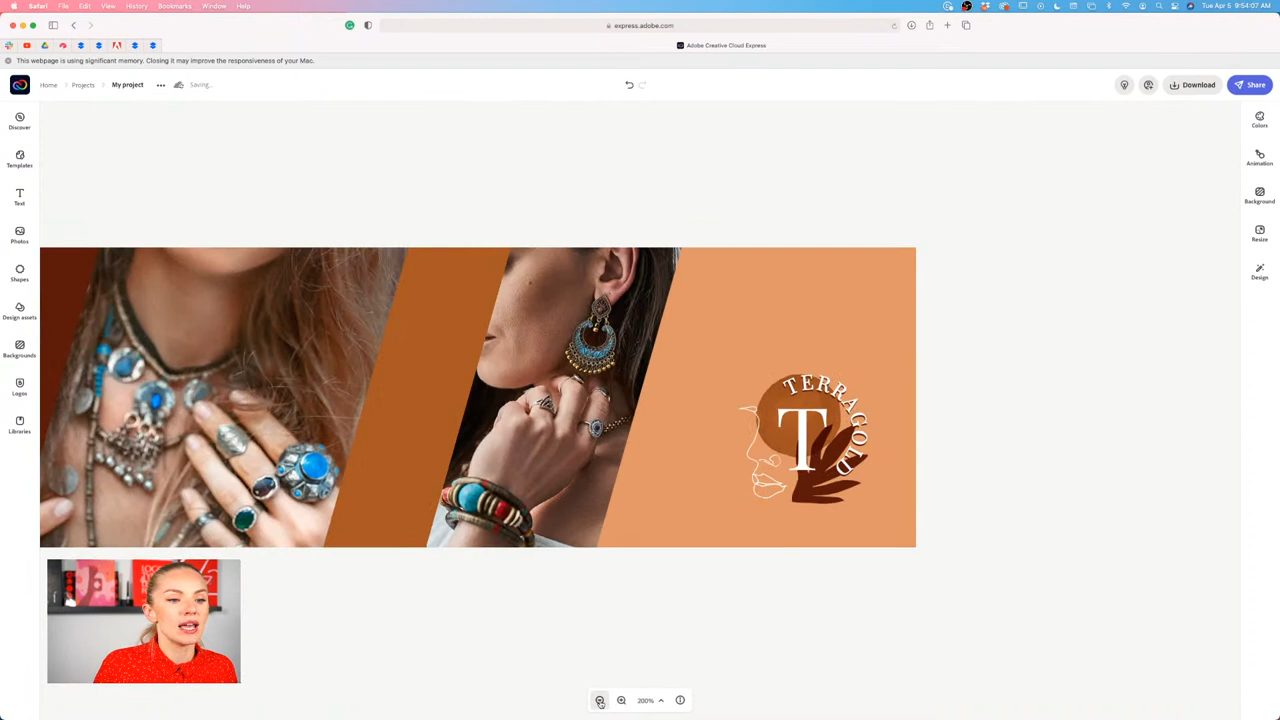 Safari File Edit View History Bookmarks Window Help
Tue Apr 5 9:54:07 AM
express.adobe.com
Adobe Creative Cloud Express
This webpage is using significant memory. Closing it may improve the responsiveness of your Mac.
Home Projects My project Saving..
Download Share
Discover
Templates
Text
Photos
Shapes
Design assets
Backgrounds
Logos
Libraries
Colors
Animation
Background
Resize
Design
TERRAGOLD
T
200%